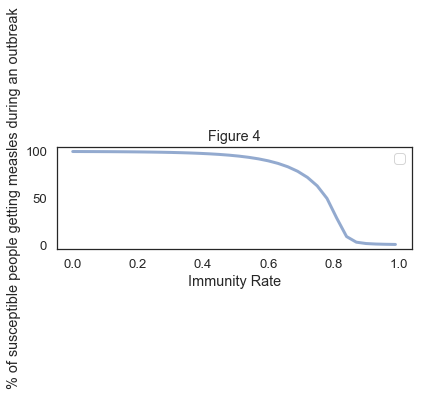 % of susceptible people getting measles during an outbreak
Figure 4
100
50
0
0.0 0.2 0.4 0.6 0.8 1.0
Immunity Rate